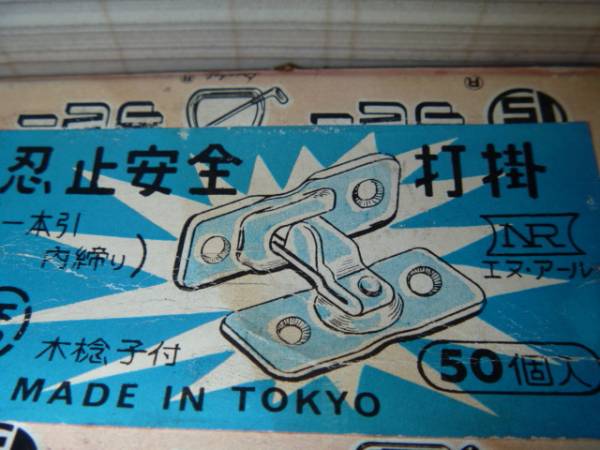 忍止安全 打掛
一本引
内締り
NR
エヌ・アール
木捻子付
50個入
MADE IN TOKYO